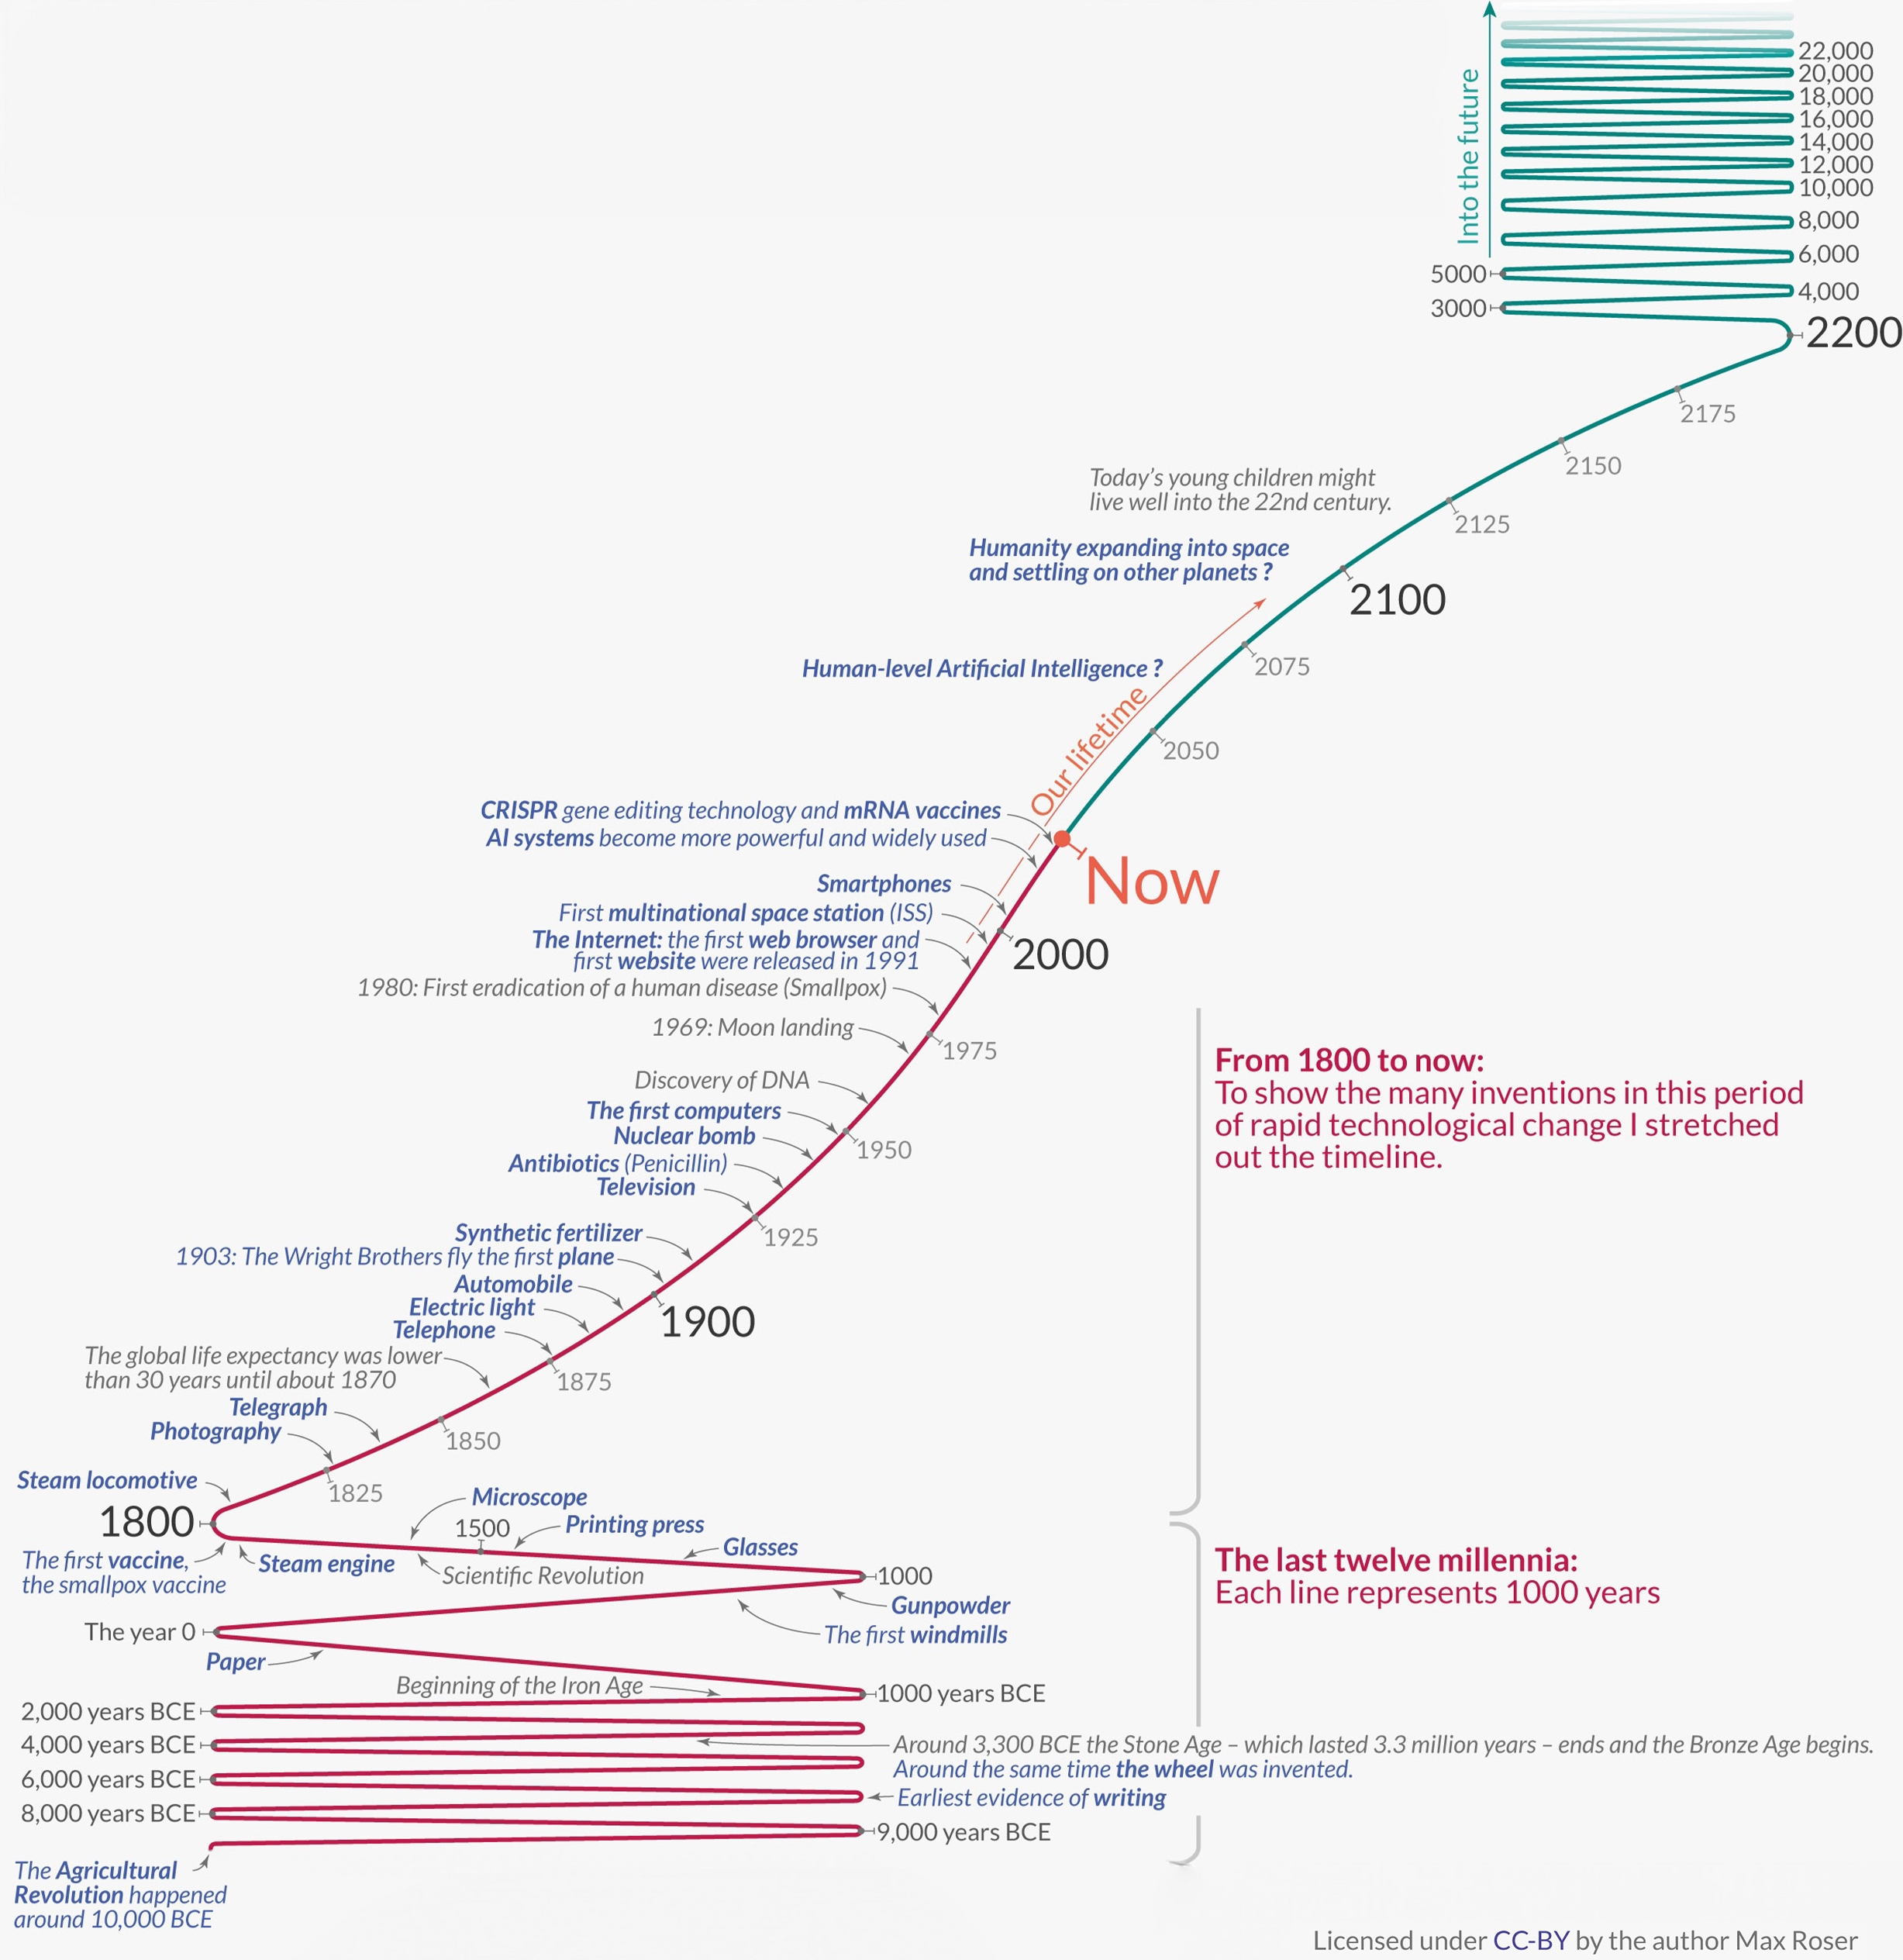 22,000
20,000
18,000
16,000
14,000
12,000
10,000
8,000
6,000
4,000
Into the future
5000
3000
2200
2175
2150
2125
2100
2075
2050
Today’s young children might
live well into the 22nd century.
Humanity expanding into space
and settling on other planets ?
Human-level Artificial Intelligence ?
Our lifetime
CRISPR gene editing technology and mRNA vaccines
AI systems become more powerful and widely used
Now
Smartphones
First multinational space station (ISS)
The Internet: the first web browser and
first website were released in 1991
2000
1980: First eradication of a human disease (Smallpox)
1969: Moon landing
1975
Discovery of DNA
The first computers
Nuclear bomb
1950
Antibiotics (Penicillin)
Television
1925
Synthetic fertilizer
1903: The Wright Brothers fly the first plane
Automobile
Electric light
1900
Telephone
The global life expectancy was lower
than 30 years until about 1870
1875
Telegraph
Photography
1850
Steam locomotive
1825
1800
From 1800 to now:
To show the many inventions in this period
of rapid technological change I stretched
out the timeline.
Microscope
1500
Printing press
Glasses
The first vaccine,
the smallpox vaccine
Steam engine
Scientific Revolution
1000
Gunpowder
The first windmills
The last twelve millennia:
Each line represents 1000 years
The year 0
Paper
Beginning of the Iron Age
1000 years BCE
2,000 years BCE
4,000 years BCE
Around 3,300 BCE the Stone Age – which lasted 3.3 million years – ends and the Bronze Age begins.
Around the same time the wheel was invented.
6,000 years BCE
Earliest evidence of writing
8,000 years BCE
9,000 years BCE
The Agricultural
Revolution happened
around 10,000 BCE
Licensed under CC-BY by the author Max Roser